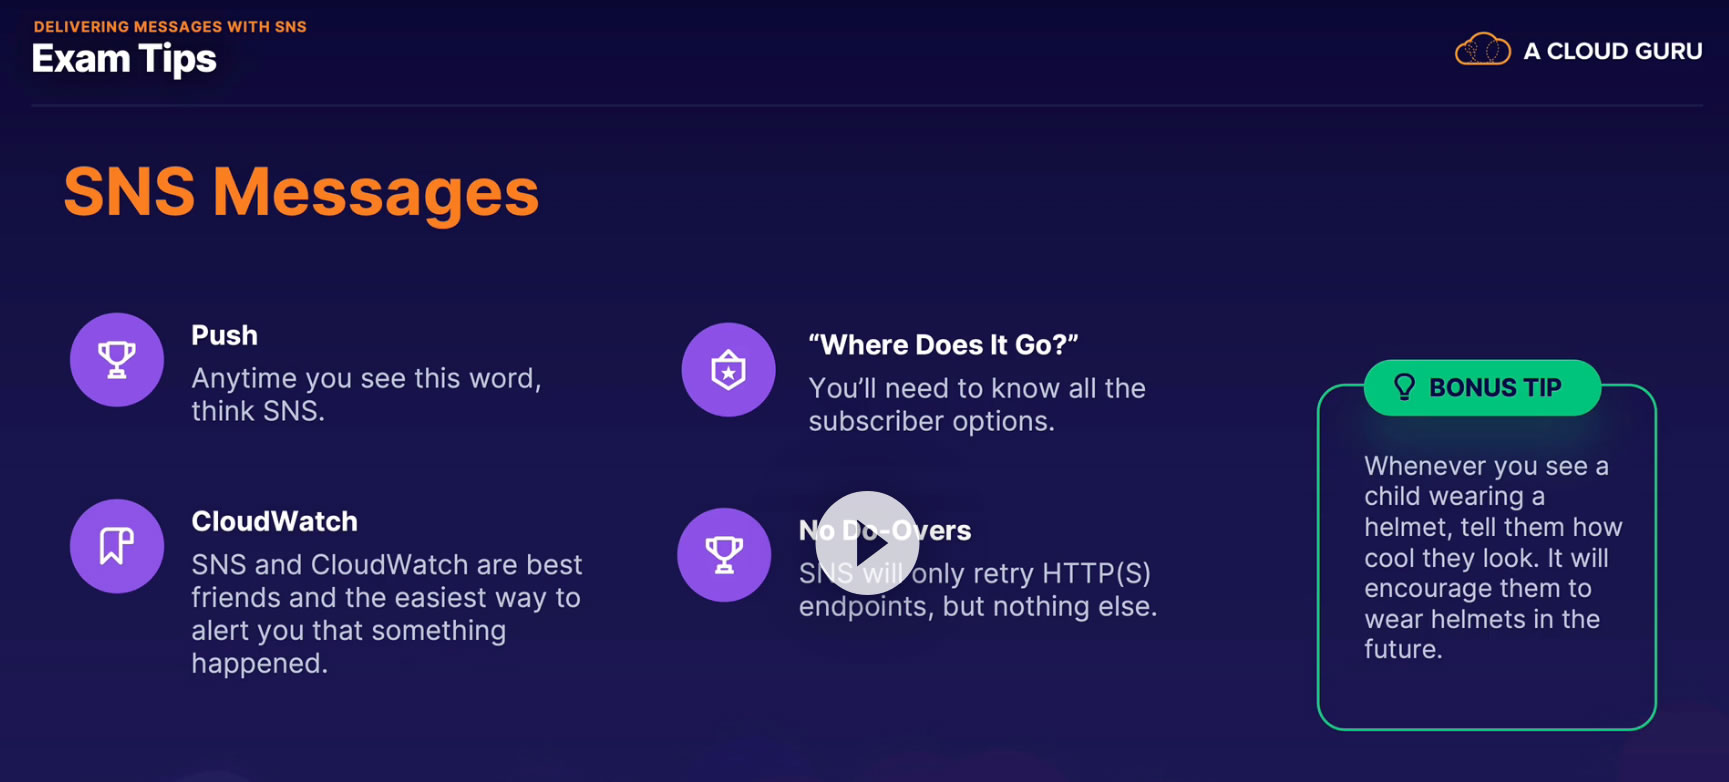 DELIVERING MESSAGES WITH SNS
Exam Tips
A CLOUD GURU
SNS Messages
Push
Anytime you see this word,
think SNS.
CloudWatch
SNS and CloudWatch are best
friends and the easiest way to
alert you that something
happened.
“Where Does It Go?”
You’ll need to know all the
subscriber options.
No Do-Overs
SNS will only retry HTTP(S)
endpoints, but nothing else.
BONUS TIP
Whenever you see a
child wearing a
helmet, tell them how
cool they look. It will
encourage them to
wear helmets in the
future.